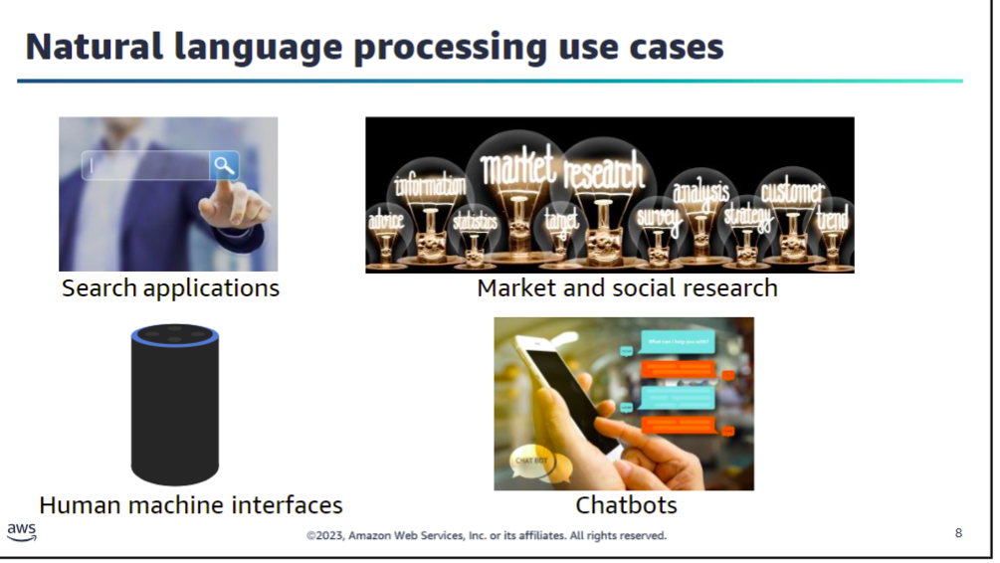 Natural language processing use cases
information
market research
analysis
customer
advice
statistics
target
survey
strategy
trend
Search applications
Market and social research
What can I help you with?
CHAT BOT
Human machine interfaces
Chatbots
aws
©2023, Amazon Web Services, Inc. or its affiliates. All rights reserved.
8